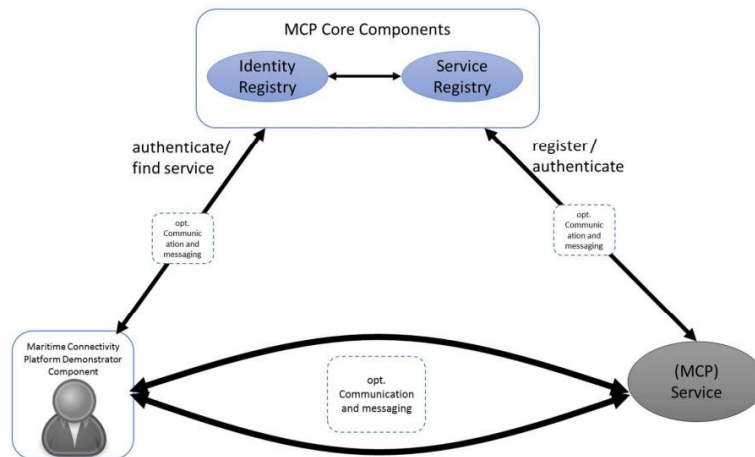 MCP Core Components
Identity
Registry
Service
Registry
authenticate/
find service
register/
authenticate
opt.
Communic
ation and
messaging
opt.
Communic
ation and
messaging
Maritime Connectivity
Platform Demonstrator
Component
opt.
Communication
and messaging
(MCP)
Service